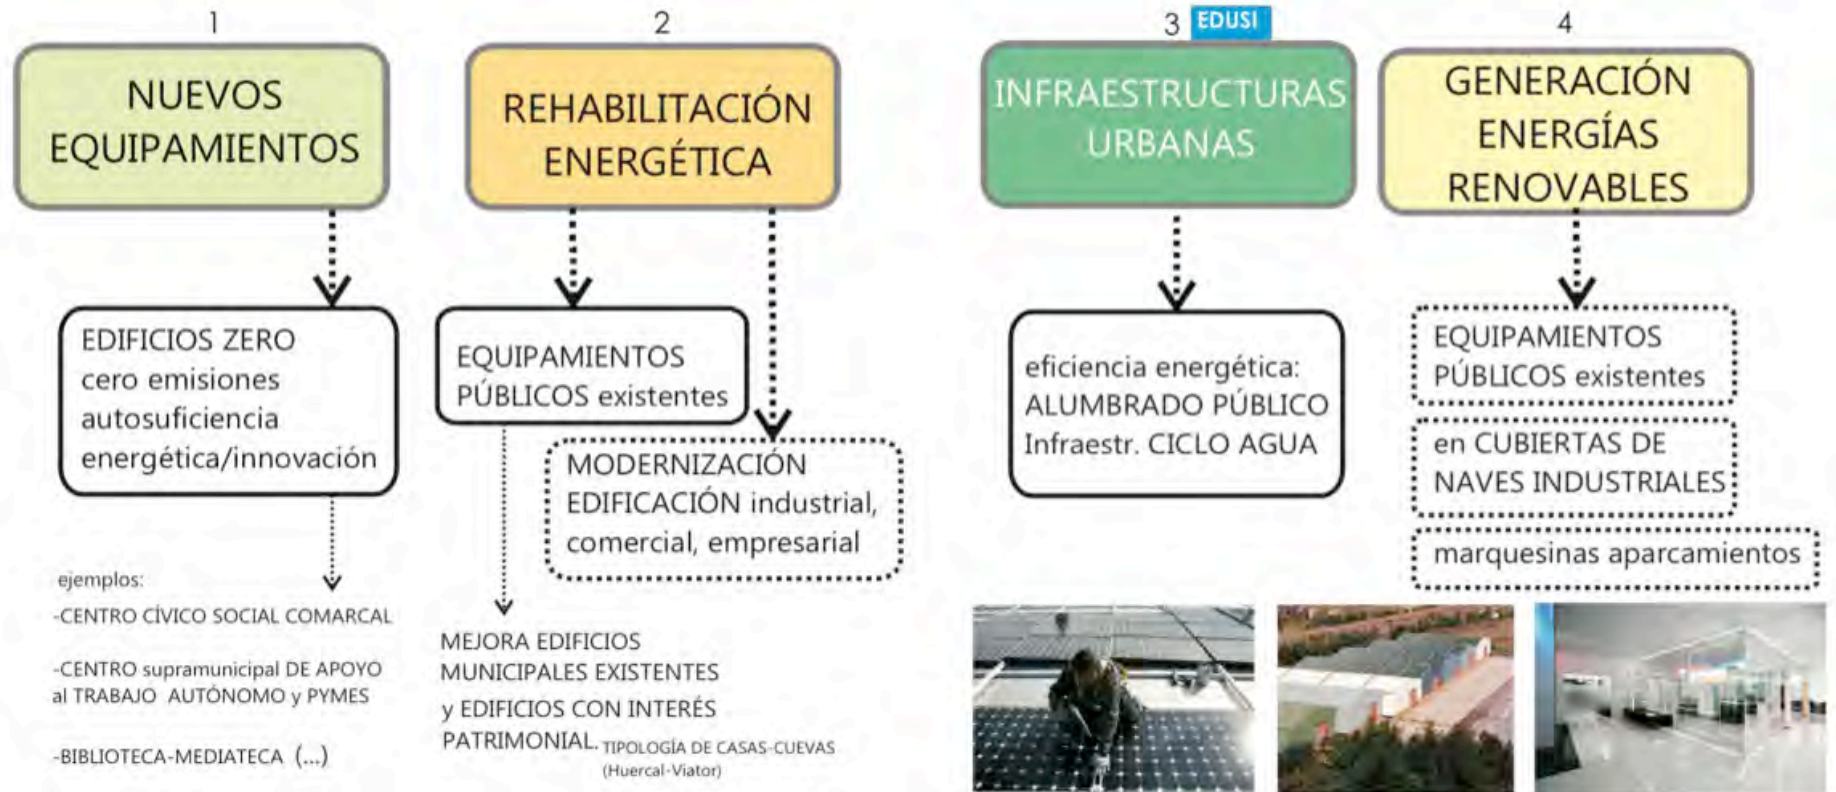 1
NUEVOS
EQUIPAMIENTOS
EDIFICIOS ZERO
cero emisiones
autosuficiencia
energética/innovación
ejemplos:
-CENTRO CÍVICO SOCIAL COMARCAL
-CENTRO supramunicipal DE APOYO
al TRABAJO AUTÓNOMO y PYMES
-BIBLIOTECA-MEDIATECA (...)
2
REHABILITACIÓN
ENERGÉTICA
EQUIPAMIENTOS
PÚBLICOS existentes
MODERNIZACIÓN
EDIFICACIÓN industrial,
comercial, empresarial
MEJORA EDIFICIOS
MUNICIPALES EXISTENTES
y EDIFICIOS CON INTERÉS
PATRIMONIAL. TIPOLOGÍA DE CASAS-CUEVAS
(Huercal-Viator)
3 EDUSI
INFRAESTRUCTURAS
URBANAS
eficiencia energética:
ALUMBRADO PÚBLICO
Infraestr. CICLO AGUA
4
GENERACIÓN
ENERGÍAS
RENOVABLES
EQUIPAMIENTOS
PÚBLICOS existentes
en CUBIERTAS DE
NAVES INDUSTRIALES
marquesinas aparcamientos